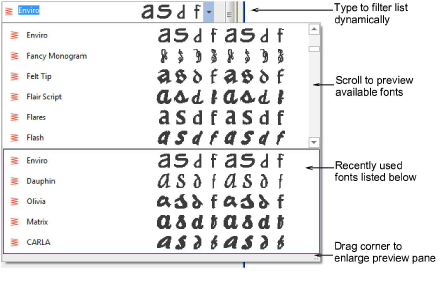 Enviro asdf
Type to filter list
dynamically
Enviro asdfasdf
Fancy Monogram asdfasdf
Felt Tip asdfasdf
Flair Script asdfasdf
Flares asdfasdf
Flash asdfasdf
Scroll to preview
available fonts
Enviro asdfasdf
Dauphin asdfasdf
Olivia asdfasdf
Matrix asdfasdf
CARLA asdfasdf
Recently used
fonts listed below
Drag corner to
enlarge preview pane